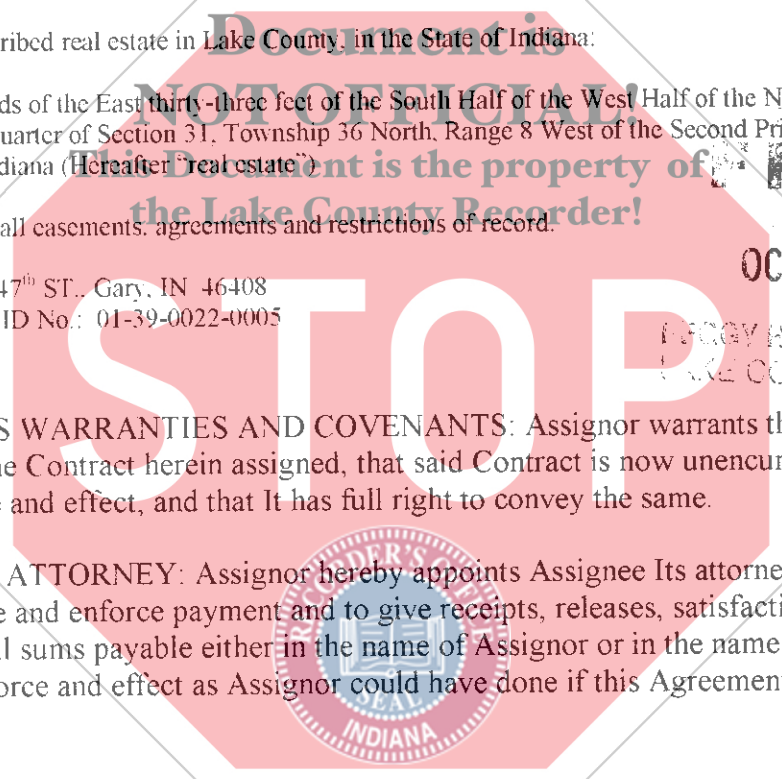 Document is
ribed real estate in Lake County, in the State of Indiana:
NOT OFFICIAL!
ds of the East thirty-three feet of the South Half of the West Half of the N
uarter of Section 31, Township 36 North, Range 8 West of the Second Pri
diana (Hereafter "real estate")
This Document is the property of
the Lake County Recorder!
all easements, agreements and restrictions of record.
OC
47th ST., Gary, IN 46408
ID No.: 01-39-0022-0005
STOP
S WARRANTIES AND COVENANTS: Assignor warrants th
ne Contract herein assigned, that said Contract is now unencur
e and effect, and that It has full right to convey the same.
ATTORNEY: Assignor hereby appoints Assignee Its attorne
e and enforce payment and to give receipts, releases, satisfacti
l sums payable either in the name of Assignor or in the name
orce and effect as Assignor could have done if this Agreement
RECORDER'S OFFI
SEAL
INDIANA